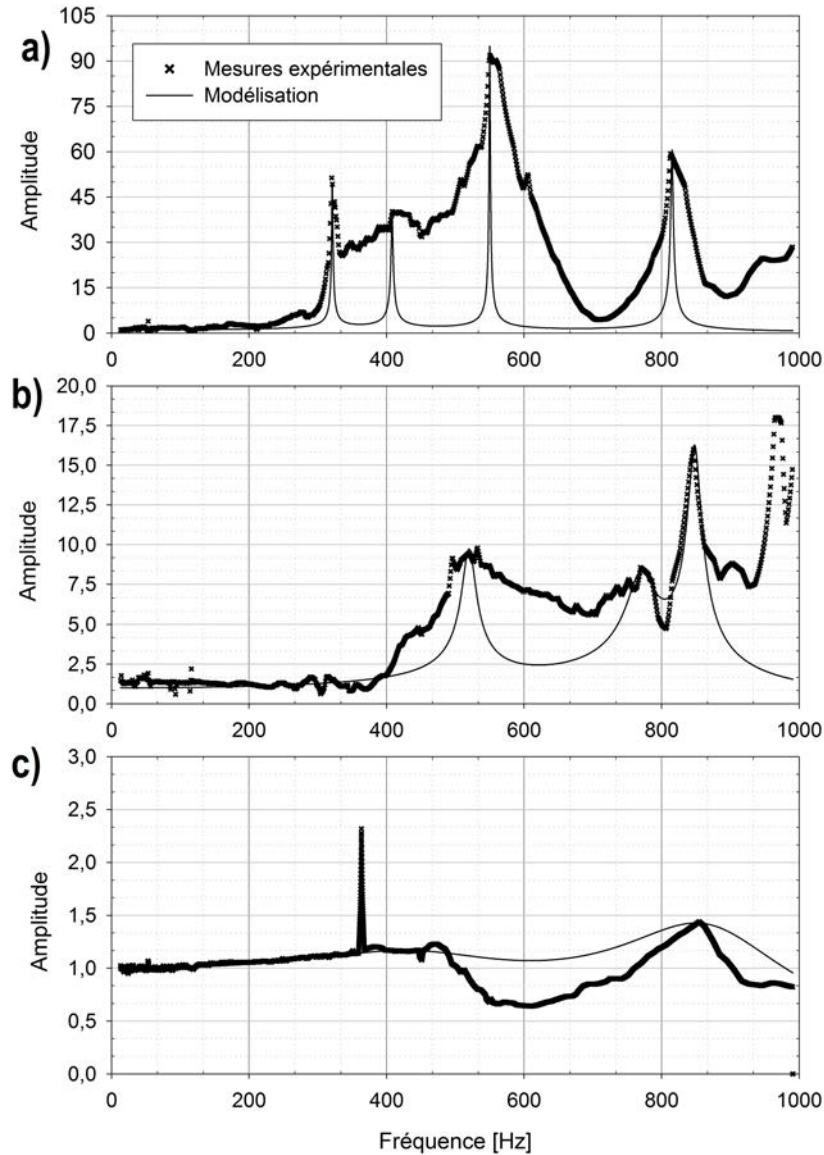 a)
Mesures expérimentales
Modélisation
Amplitude
105
90
75
60
45
30
15
0
0 200 400 600 800 1000
b)
Amplitude
20,0
17,5
15,0
12,5
10,0
7,5
5,0
2,5
0,0
0 200 400 600 800 1000
c)
Amplitude
3,0
2,5
2,0
1,5
1,0
0,5
0,0
0 200 400 600 800 1000
Fréquence [Hz]